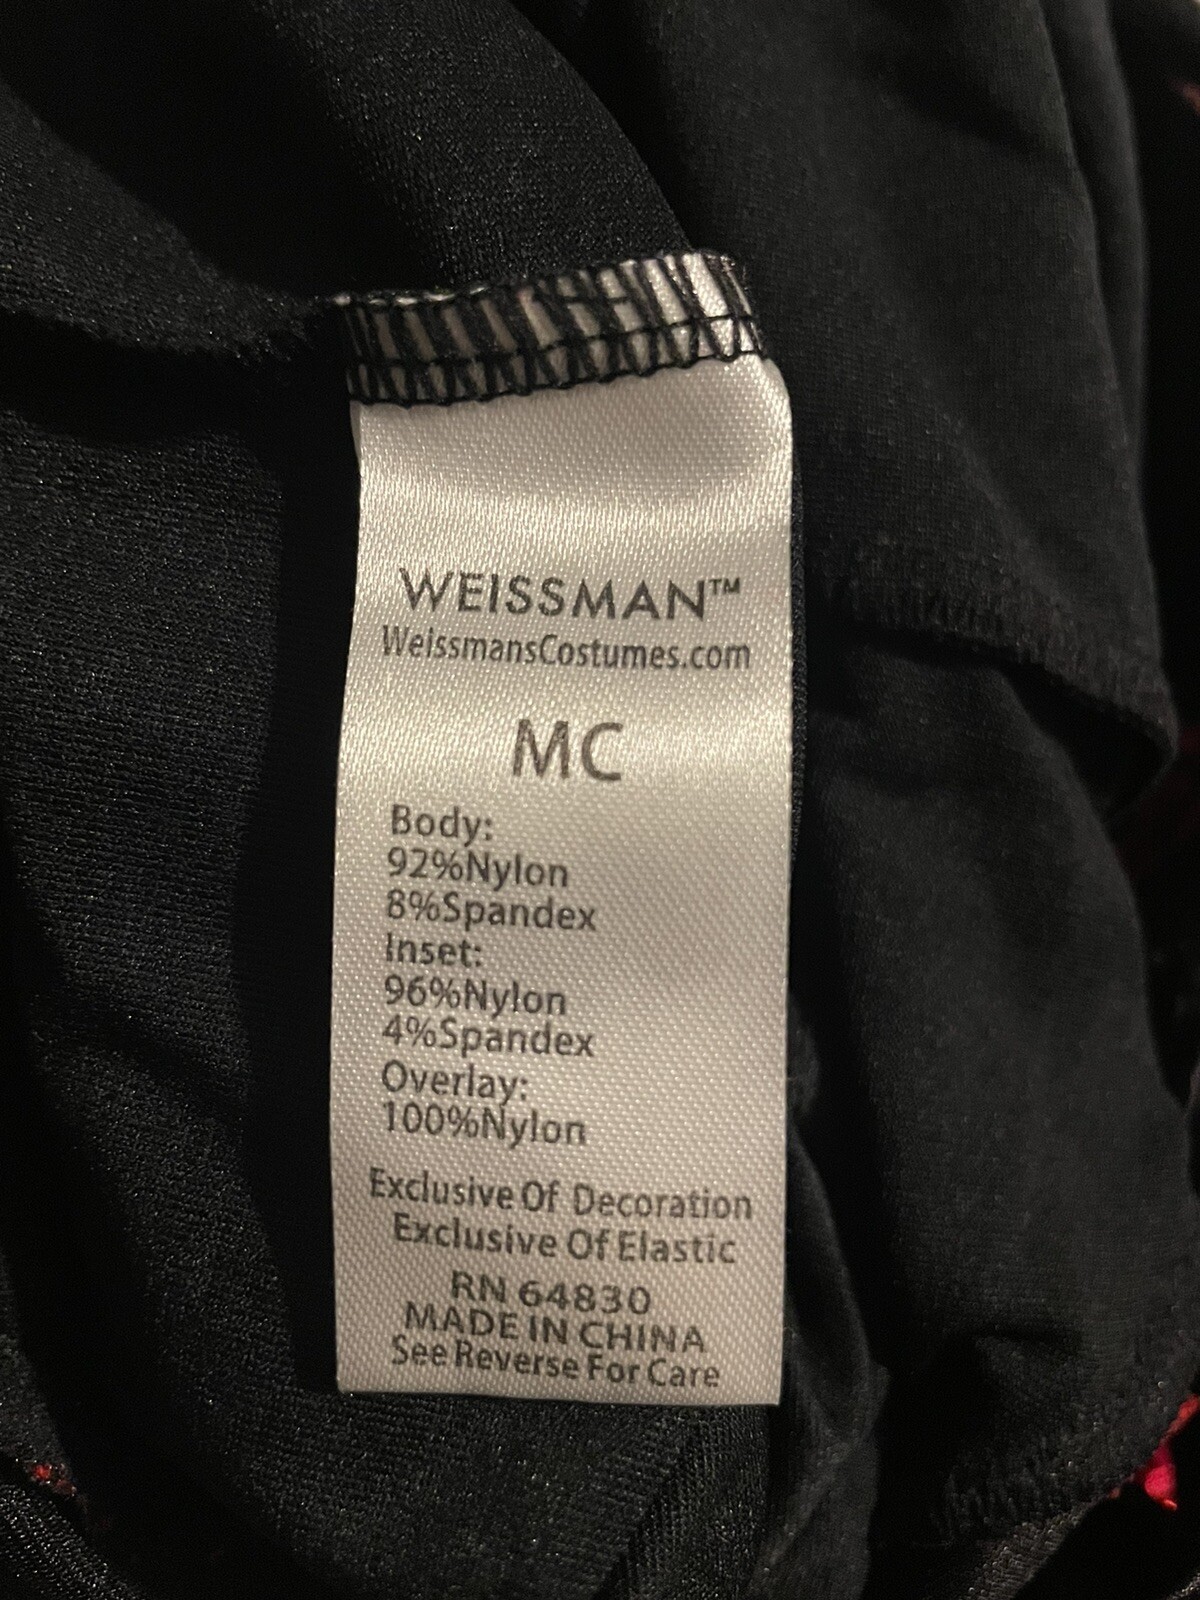 WEISSMAN™
WeissmansCostumes.com
MC
Body:
92%Nylon
8%Spandex
Inset:
96%Nylon
4%Spandex
Overlay:
100%Nylon
Exclusive Of Decoration
Exclusive Of Elastic
RN 64830
MADE IN CHINA
See Reverse For Care